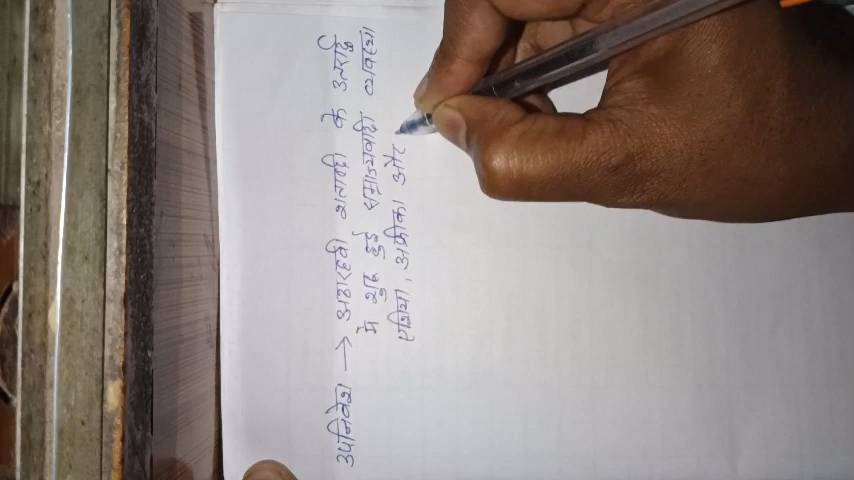 उपनिवेश → अठारहवी शताब्दी के उत्तरार्द्ध
में शुरू हुई साम्राज्यवादी व्यवस्था
एशिया, अफ्रीका और